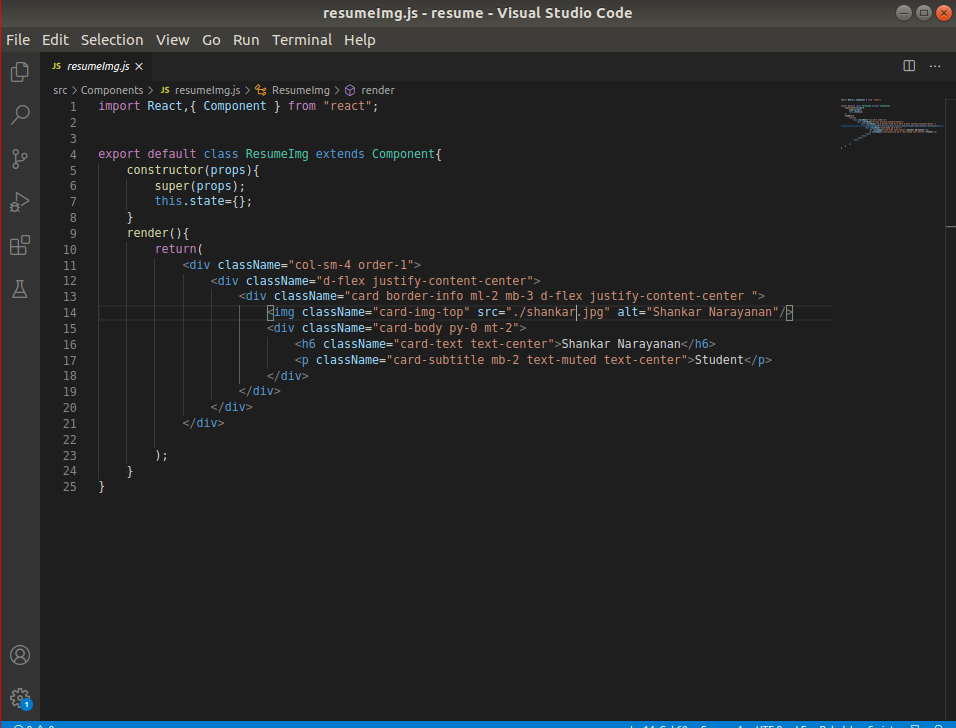 resumeImg.js - resume - Visual Studio Code
File Edit Selection View Go Run Terminal Help
JS resumeImg.js ×
src > Components > JS resumeImg.js > ResumeImg > render
1 import React,{ Component } from "react";
2
3
4 export default class ResumeImg extends Component{
5 constructor(props){
6 super(props);
7 this.state={};
8 }
9 render(){
10 return(
11 <div className="col-sm-4 order-1">
12 <div className="d-flex justify-content-center">
13 <div className="card border-info ml-2 mb-3 d-flex justify-content-center ">
14 <img className="card-img-top" src="./shankar.jpg" alt="Shankar Narayanan"/>
15 <div className="card-body py-0 mt-2">
16 <h6 className="card-text text-center">Shankar Narayanan</h6>
17 <p className="card-subtitle mb-2 text-muted text-center">Student</p>
18 </div>
19 </div>
20 </div>
21 </div>
22
23 );
24 }
25 }
1